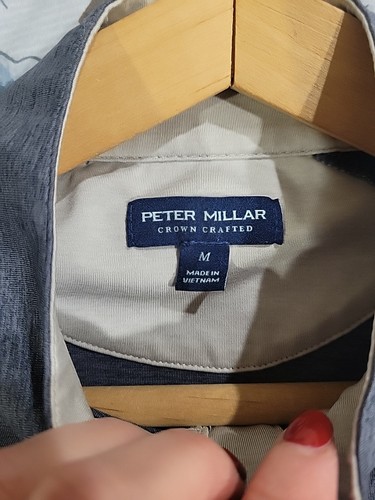 PETER MILLAR
CROWN CRAFTED
M
MADE IN
VIETNAM